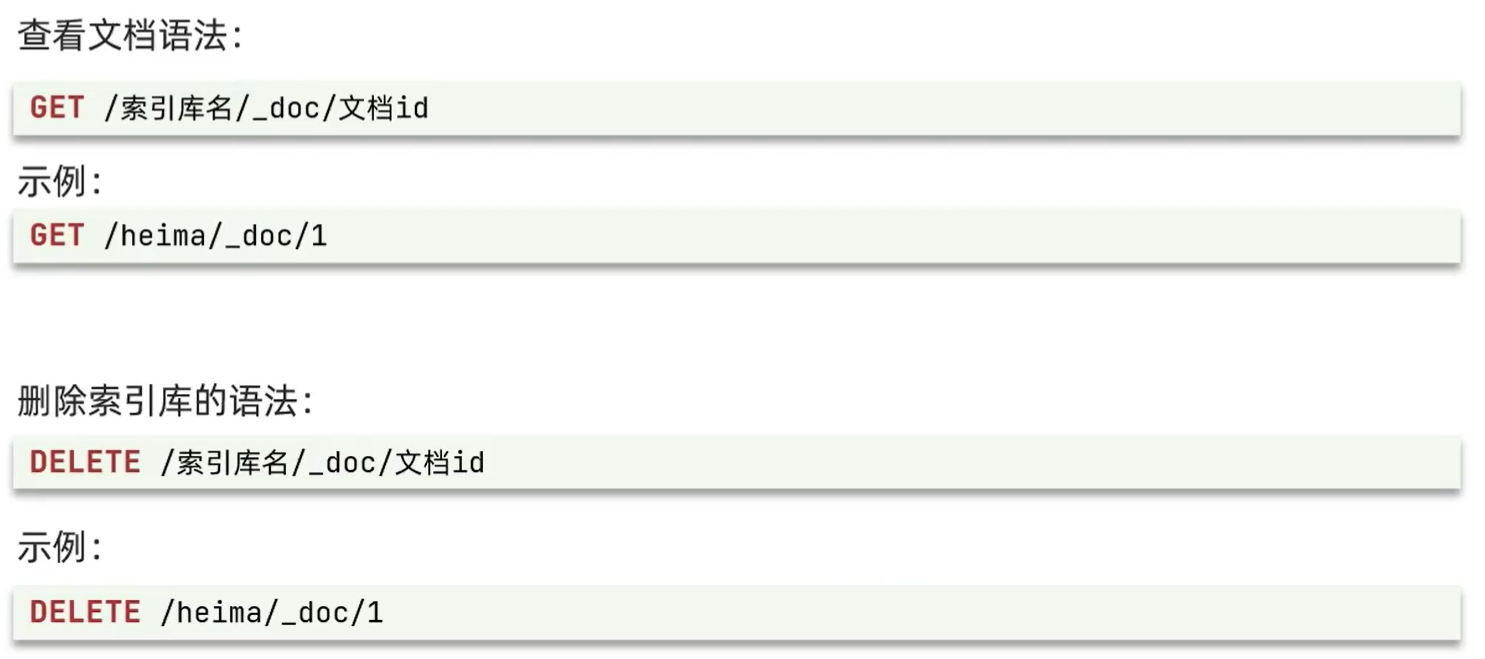 查看文档语法：
GET /索引库名/_doc/文档id
示例：
GET /heima/_doc/1
删除索引库的语法：
DELETE /索引库名/_doc/文档id
示例：
DELETE /heima/_doc/1